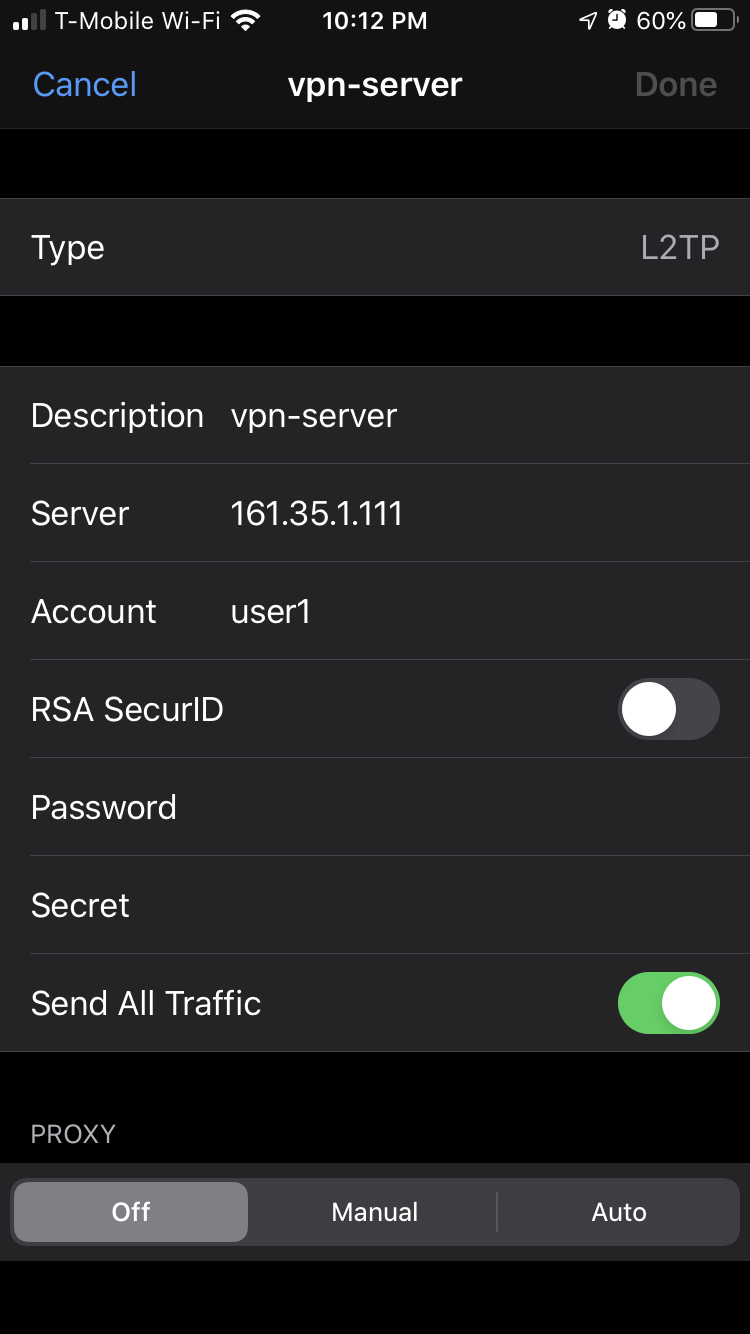 T-Mobile Wi-Fi 10:12 PM 60%
Cancel vpn-server Done
Type L2TP
Description vpn-server
Server 161.35.1.111
Account user1
RSA SecurID
Password
Secret
Send All Traffic
PROXY
Off Manual Auto